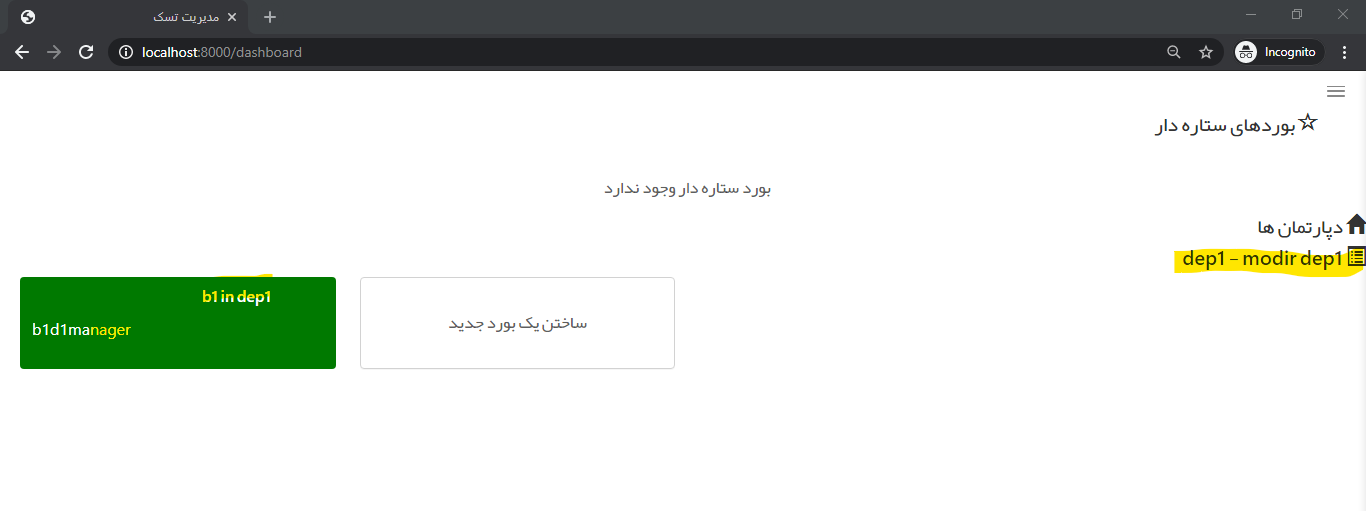 مدیریت تسک
localhost:8000/dashboard
Incognito
بوردهای ستاره دار
بورد ستاره دار وجود ندارد
دپارتمان ها
dep1 - modir dep1
b1 in dep1
b1d1manager
ساختن یک بورد جدید